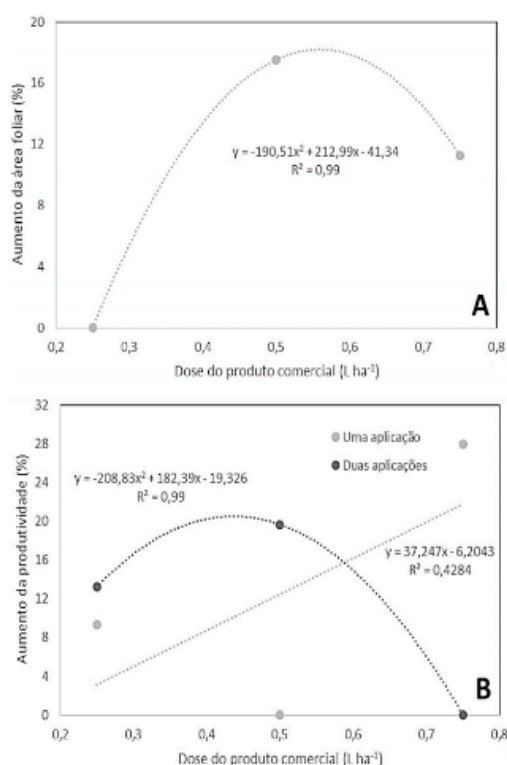 20
16
12
8
4
0
Aumento da área foliar (%)
y = -190,51x² + 212,99x - 41,34
R² = 0,99
A
0,2 0,3 0,4 0,5 0,6 0,7 0,8
Dose do produto comercial (L ha⁻¹)
32
28
24
20
16
12
8
4
0
Aumento da produtividade (%)
Uma aplicação
Duas aplicações
y = -208,83x² + 182,39x - 19,326
R² = 0,99
y = 37,247x - 6,2043
R² = 0,4284
B
0,2 0,3 0,4 0,5 0,6 0,7 0,8
Dose do produto comercial (L ha⁻¹)